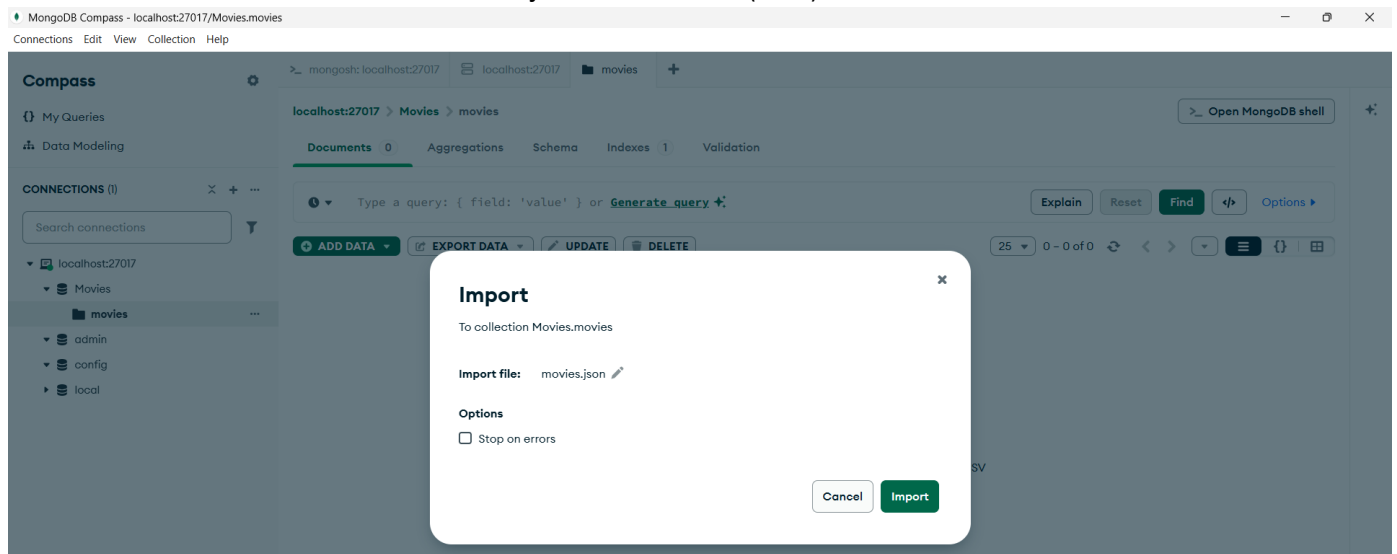 MongoDB Compass - localhost:27017/Movies.movies
Connections Edit View Collection Help
Compass
{} My Queries
Data Modeling
CONNECTIONS (1)
Search connections
localhost:27017
Movies
movies
admin
config
local
>_ mongosh: localhost:27017 localhost:27017 movies +
localhost:27017 > Movies > movies
>_ Open MongoDB shell
Documents 0 Aggregations Schema Indexes 1 Validation
Type a query: { field: 'value' } or Generate query
Explain Reset Find </> Options
ADD DATA EXPORT DATA UPDATE DELETE
25 0 – 0 of 0 {}
Import
To collection Movies.movies
Import file: movies.json
Options
Stop on errors
Cancel Import
SV